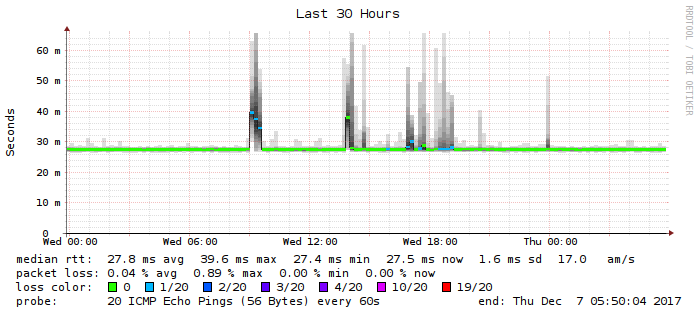 Last 30 Hours
RRDTOOL / TOBI OETIKER
Seconds
60 m
50 m
40 m
30 m
20 m
10 m
0
Wed 00:00 Wed 06:00 Wed 12:00 Wed 18:00 Thu 00:00
median rtt: 27.8 ms avg 39.6 ms max 27.4 ms min 27.5 ms now 1.6 ms sd 17.0 am/s
packet loss: 0.04 % avg 0.89 % max 0.00 % min 0.00 % now
loss color: 0 1/20 2/20 3/20 4/20 10/20 19/20
probe: 20 ICMP Echo Pings (56 Bytes) every 60s end: Thu Dec 7 05:50:04 2017